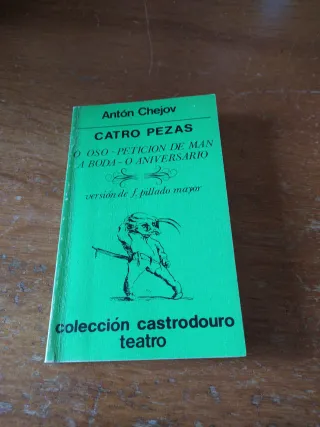 Antón Chejov
CATRO PEZAS
O OSO - PETICION DE MAN
A BODA - O ANIVERSARIO
versión de f. pillado mayor
colección castrodouro
teatro